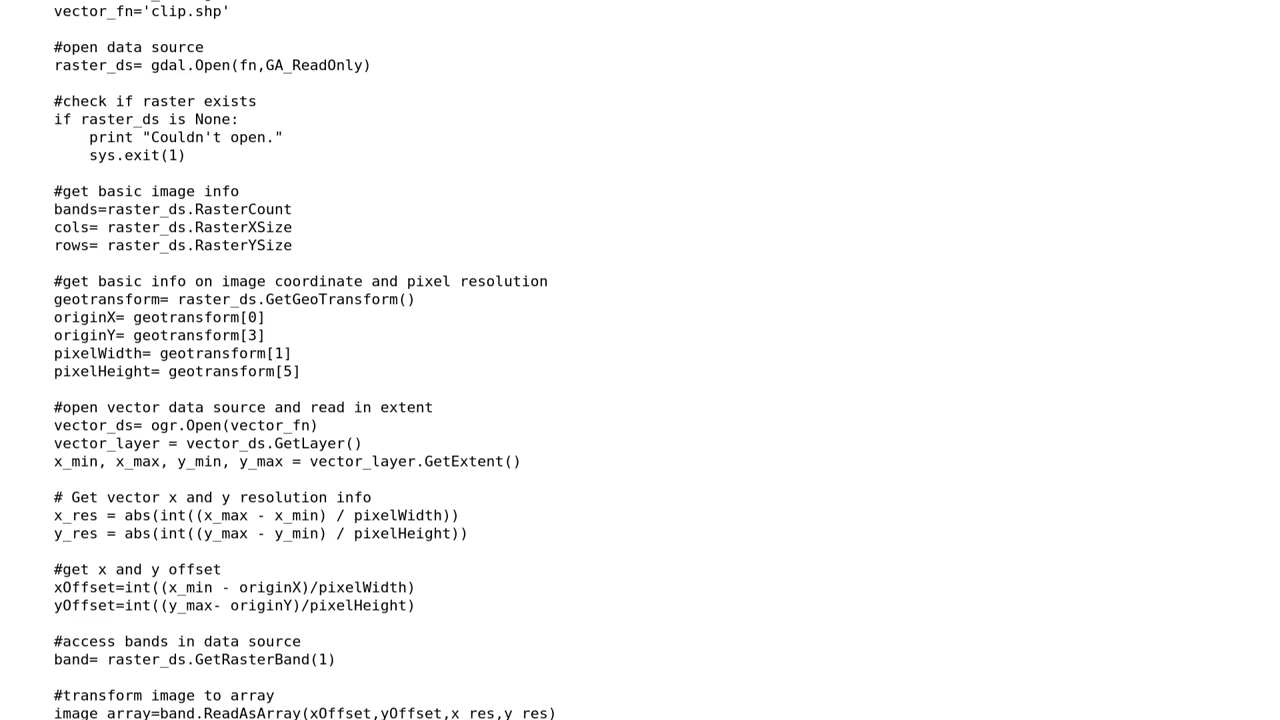 vector_fn='clip.shp'
#open data source
raster_ds= gdal.Open(fn,GA_ReadOnly)
#check if raster exists
if raster_ds is None:
    print "Couldn't open."
    sys.exit(1)
#get basic image info
bands=raster_ds.RasterCount
cols= raster_ds.RasterXSize
rows= raster_ds.RasterYSize
#get basic info on image coordinate and pixel resolution
geotransform= raster_ds.GetGeoTransform()
originX= geotransform[0]
originY= geotransform[3]
pixelWidth= geotransform[1]
pixelHeight= geotransform[5]
#open vector data source and read in extent
vector_ds= ogr.Open(vector_fn)
vector_layer = vector_ds.GetLayer()
x_min, x_max, y_min, y_max = vector_layer.GetExtent()
# Get vector x and y resolution info
x_res = abs(int((x_max - x_min) / pixelWidth))
y_res = abs(int((y_max - y_min) / pixelHeight))
#get x and y offset
xOffset=int((x_min - originX)/pixelWidth)
yOffset=int((y_max- originY)/pixelHeight)
#access bands in data source
band= raster_ds.GetRasterBand(1)
#transform image to array
image_array=band.ReadAsArray(xOffset,yOffset,x_res,y_res)